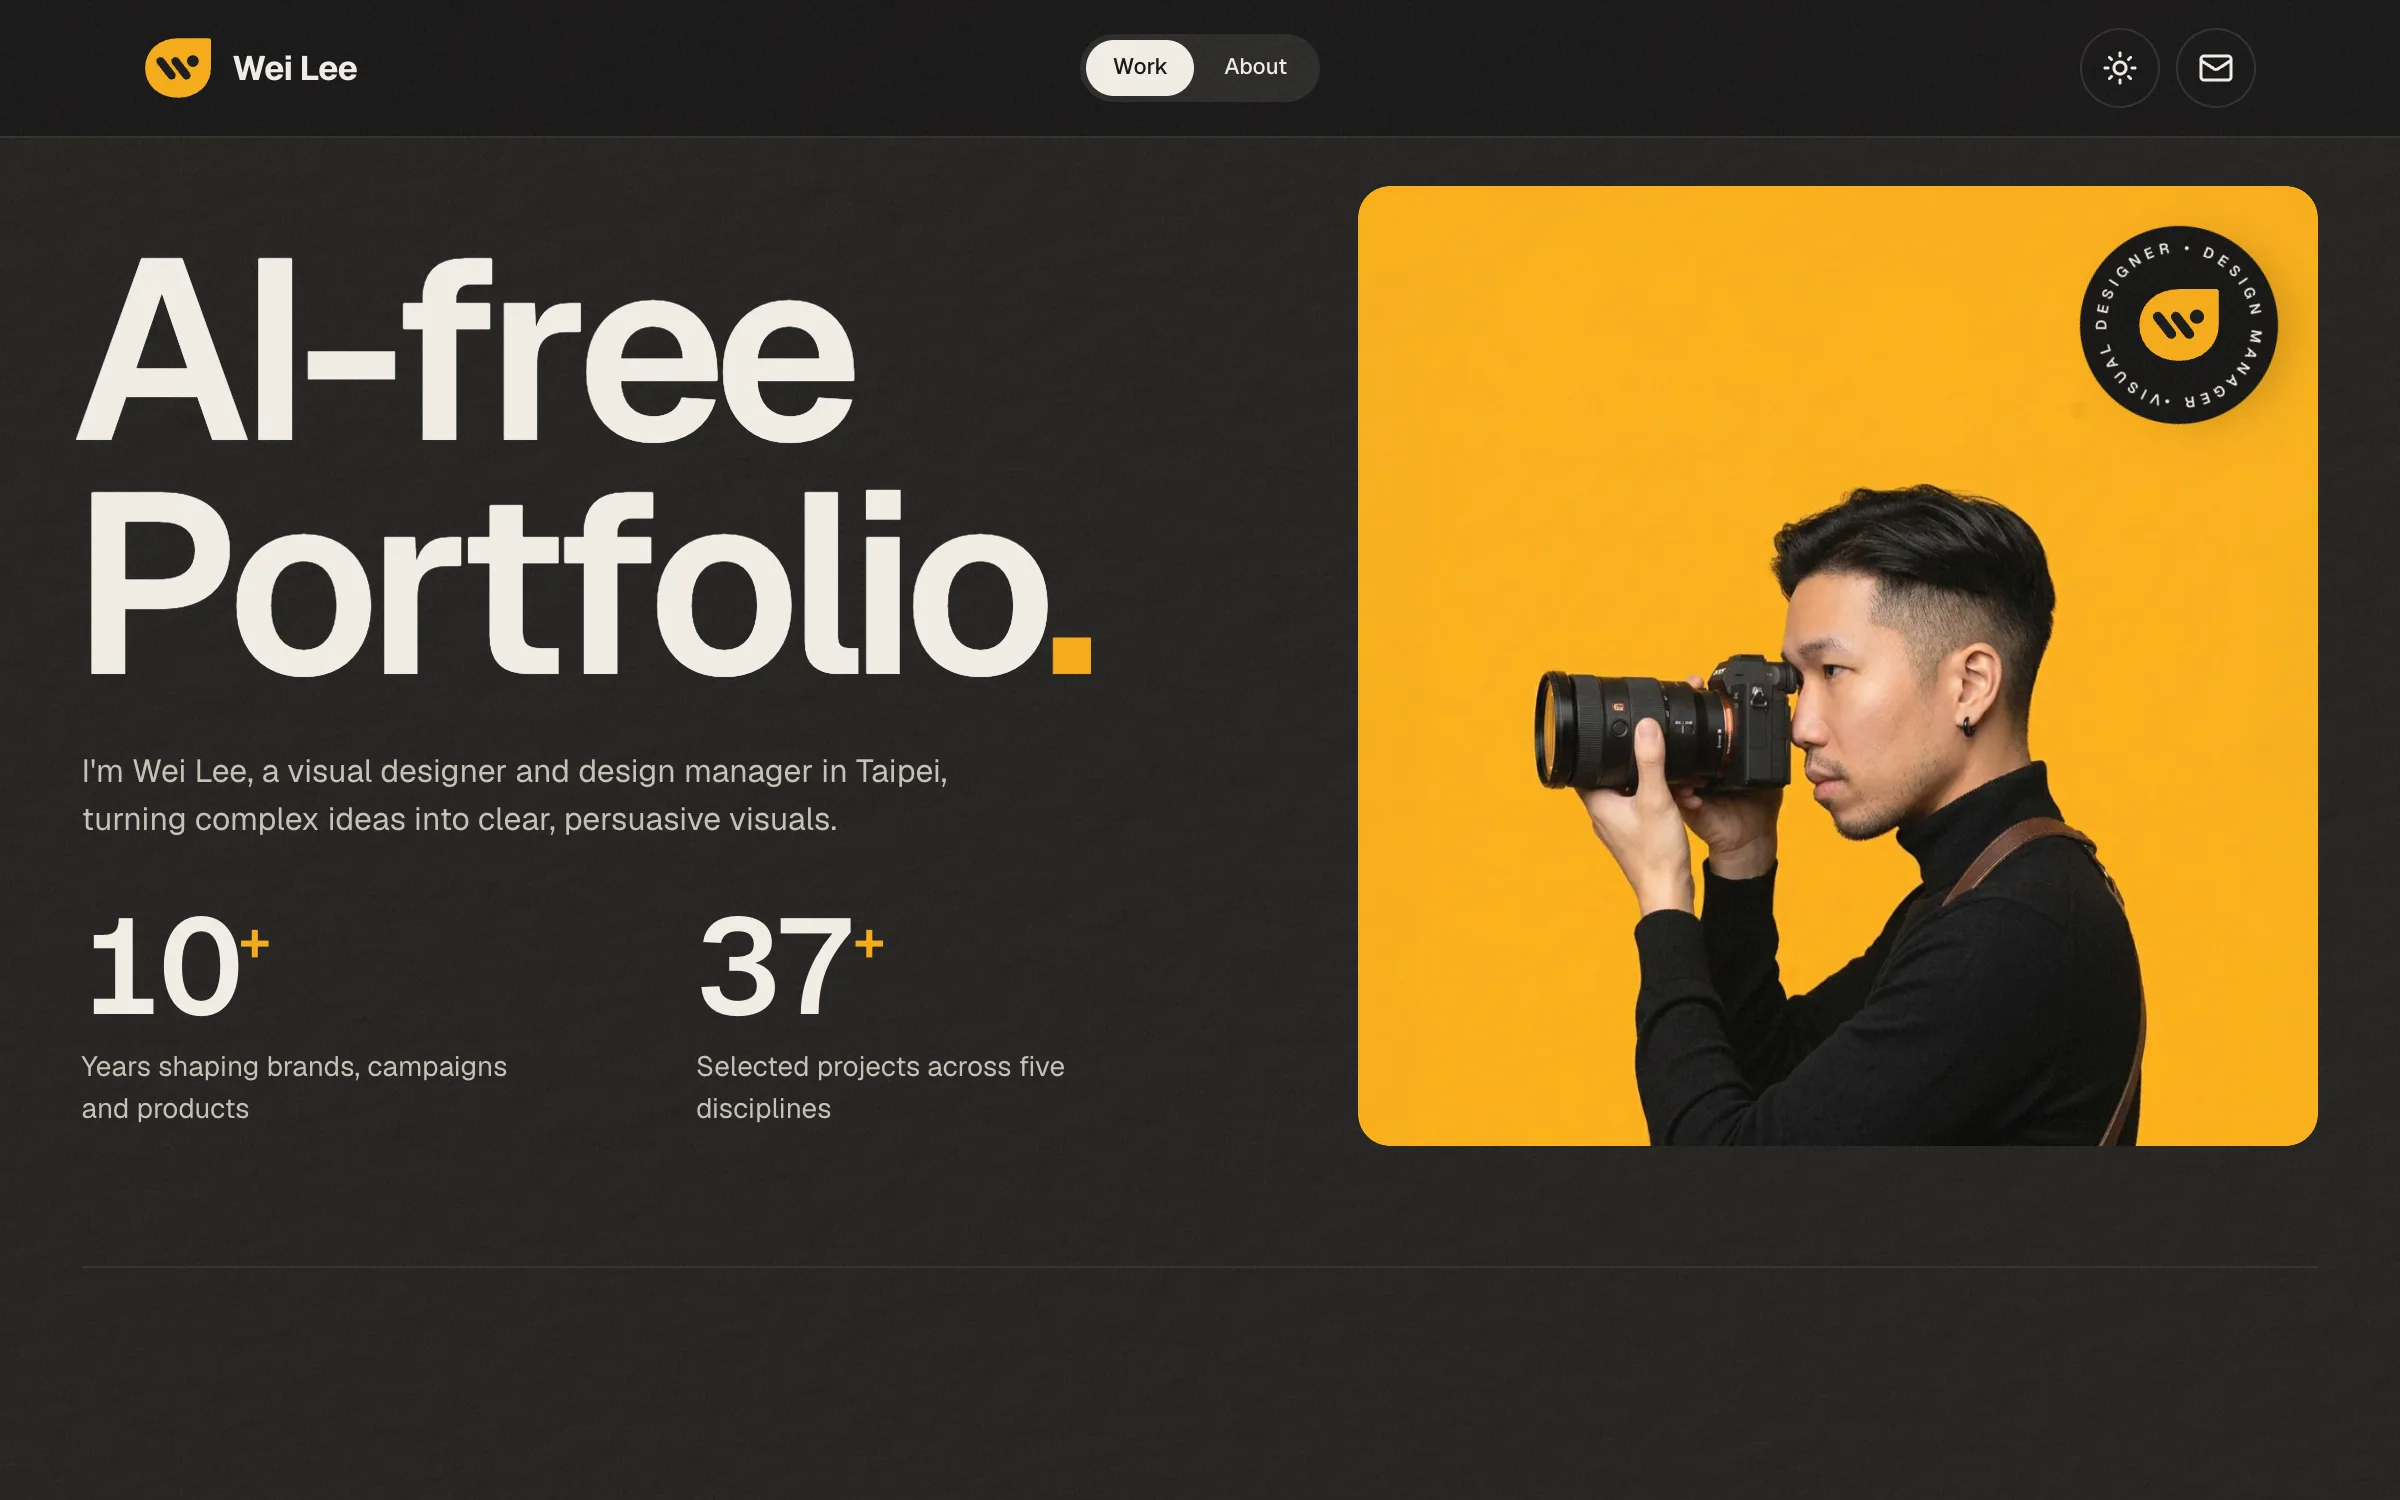 Wei Lee
Work
About
AI-free
Portfolio.
VISUAL DESIGNER • DESIGN MANAGER •
I'm Wei Lee, a visual designer and design manager in Taipei,
turning complex ideas into clear, persuasive visuals.
10+
37+
Years shaping brands, campaigns
and products
Selected projects across five
disciplines